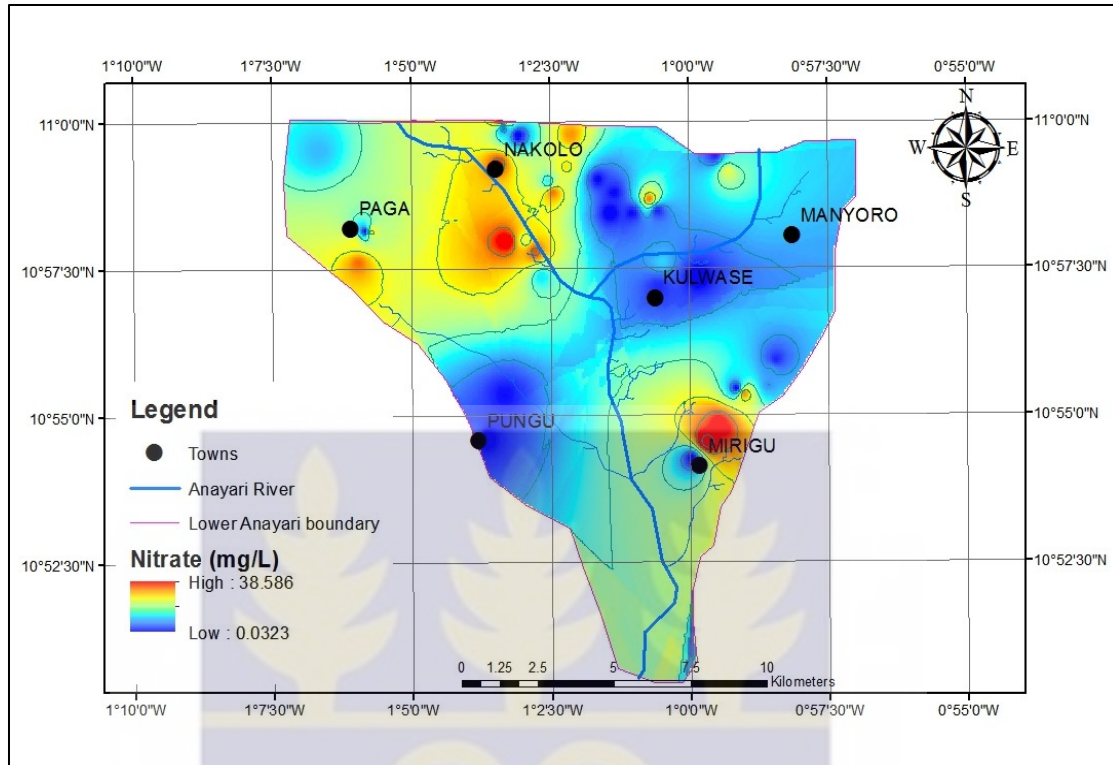 1°10'0"W 1°7'30"W 1°5'0"W 1°2'30"W 1°0'0"W 0°57'30"W 0°55'0"W
11°0'0"N 11°0'0"N
N
W E
S
NAKOLO
PAGA
MANYORO
10°57'30"N 10°57'30"N
KULWASE
10°55'0"N 10°55'0"N
Legend
PUNGU
Towns
MIRIGU
Anayari River
Lower Anayari boundary
Nitrate (mg/L)
10°52'30"N 10°52'30"N
High : 38.586
Low : 0.0323
0 1.25 2.5 5 7.5 10
Kilometers
1°10'0"W 1°7'30"W 1°5'0"W 1°2'30"W 1°0'0"W 0°57'30"W 0°55'0"W